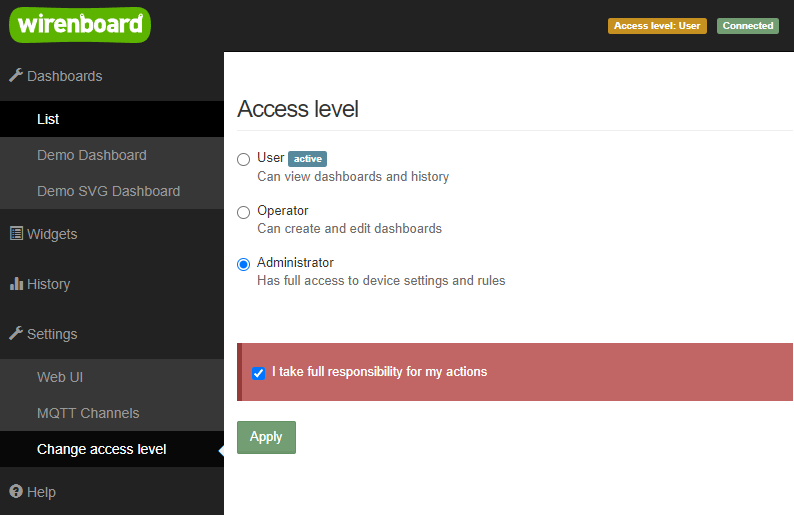 wirenboard
Access level: User
Connected
Dashboards
List
Demo Dashboard
Demo SVG Dashboard
Widgets
History
Settings
Web UI
MQTT Channels
Change access level
Help
Access level
User active
Can view dashboards and history
Operator
Can create and edit dashboards
Administrator
Has full access to device settings and rules
I take full responsibility for my actions
Apply